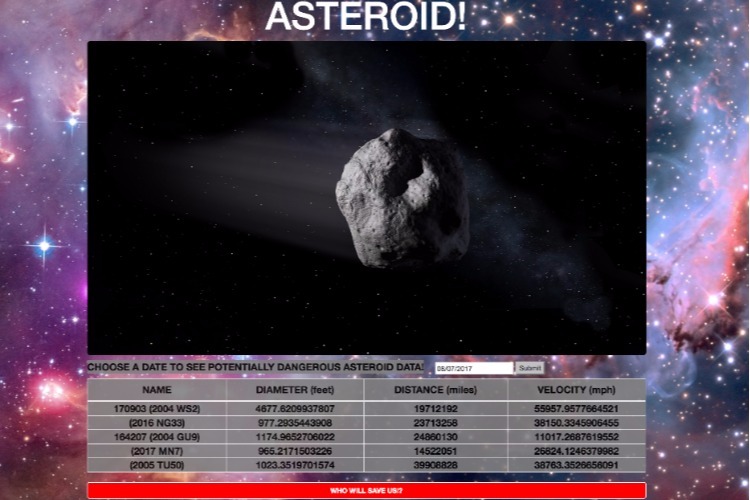 ASTEROID!
CHOOSE A DATE TO SEE POTENTIALLY DANGEROUS ASTEROID DATA! 08/07/2017 Submit
NAME DIAMETER (feet) DISTANCE (miles) VELOCITY (mph)
170903 (2004 WS2) 4677.6209937807 19712192 55957.9577664521
(2016 NG33) 977.2935443908 23713258 38150.3345906455
164207 (2004 GU9) 1174.9652706022 24860130 11017.2687619552
(2017 MN7) 965.2171503226 14522051 26824.1246379982
(2005 TU50) 1023.3519701574 39908828 38763.3526656091
WHO WILL SAVE US!?